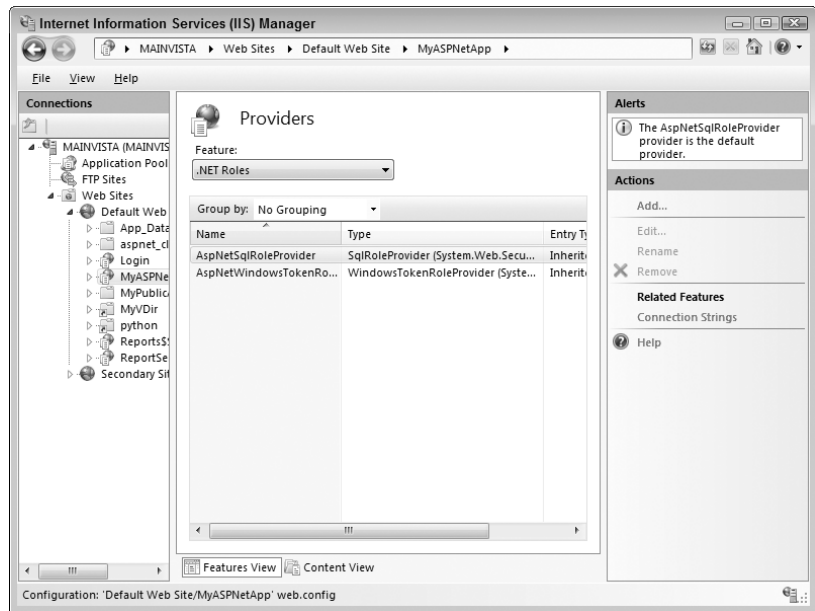 Internet Information Services (IIS) Manager
MAINVISTA ▸ Web Sites ▸ Default Web Site ▸ MyASPNetApp ▸
File View Help
Connections
MAINVISTA (MAINVIS
Application Pool
FTP Sites
Web Sites
Default Web
App_Data
aspnet_cl
Login
MyASPNe
MyPublic
MyVDir
python
Reports$S
ReportSe
Secondary Sit
Providers
Feature:
.NET Roles
Group by: No Grouping
Name Type Entry Ty
AspNetSqlRoleProvider SqlRoleProvider (System.Web.Secu... Inherite
AspNetWindowsTokenRo... WindowsTokenRoleProvider (Syste... Inherite
Features View Content View
Alerts
The AspNetSqlRoleProvider
provider is the default
provider.
Actions
Add...
Edit...
Rename
Remove
Related Features
Connection Strings
Help
Configuration: 'Default Web Site/MyASPNetApp' web.config